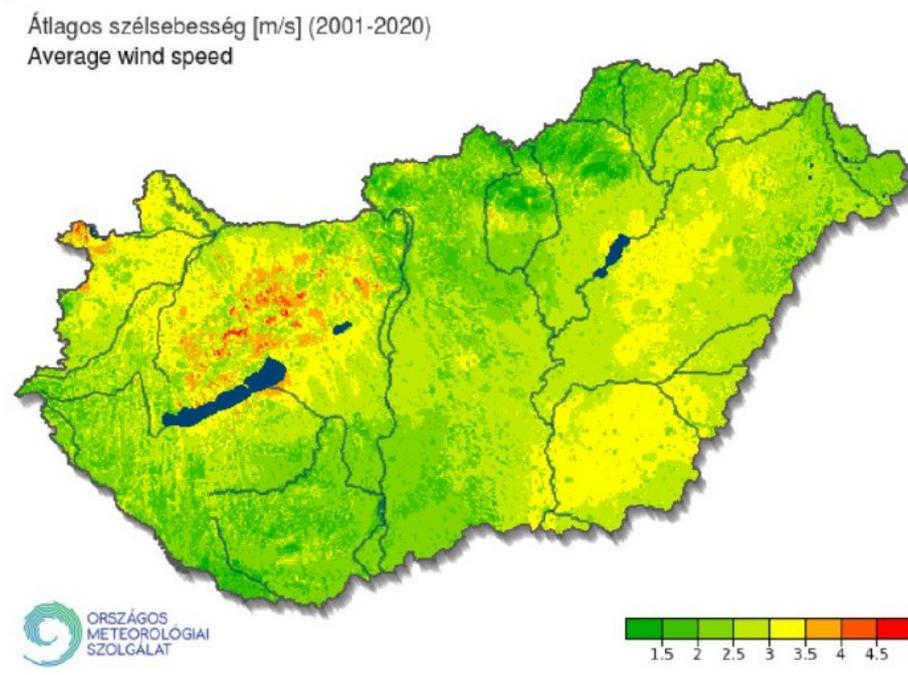 Átlagos szélsebesség [m/s] (2001-2020)
Average wind speed
ORSZÁGOS
METEOROLÓGIAI
SZOLGÁLAT
1.5 2 2.5 3 3.5 4 4.5